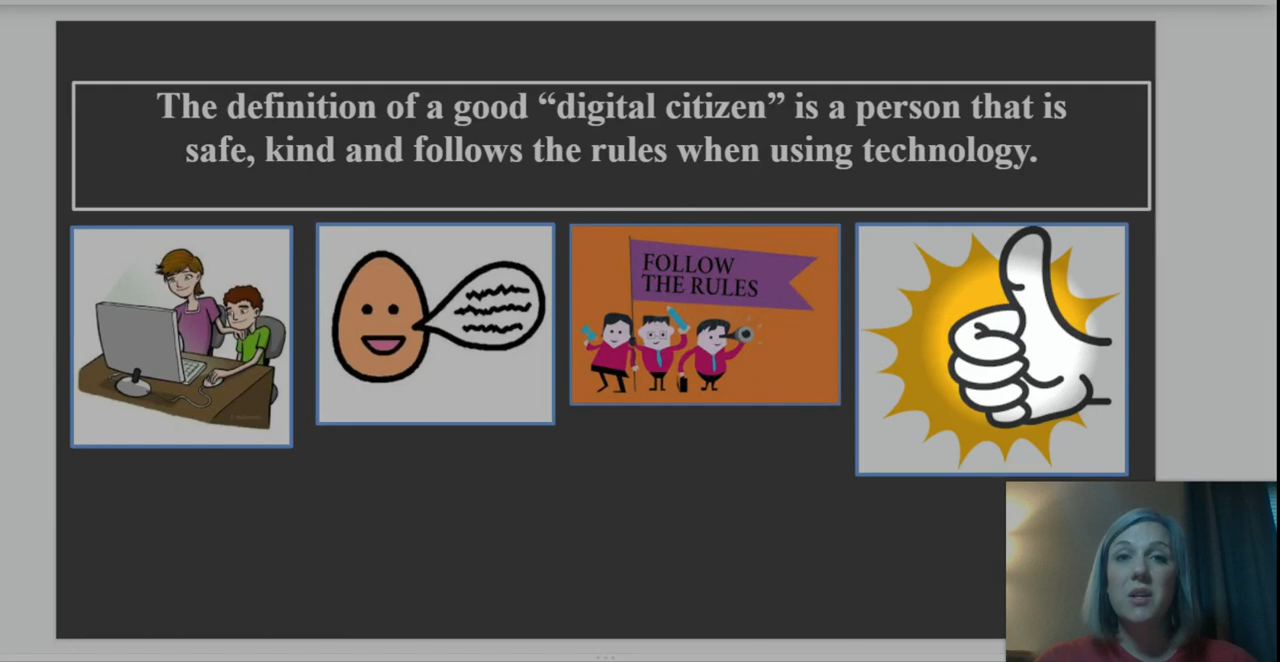 The definition of a good “digital citizen” is a person that is
safe, kind and follows the rules when using technology.
FOLLOW
THE RULES